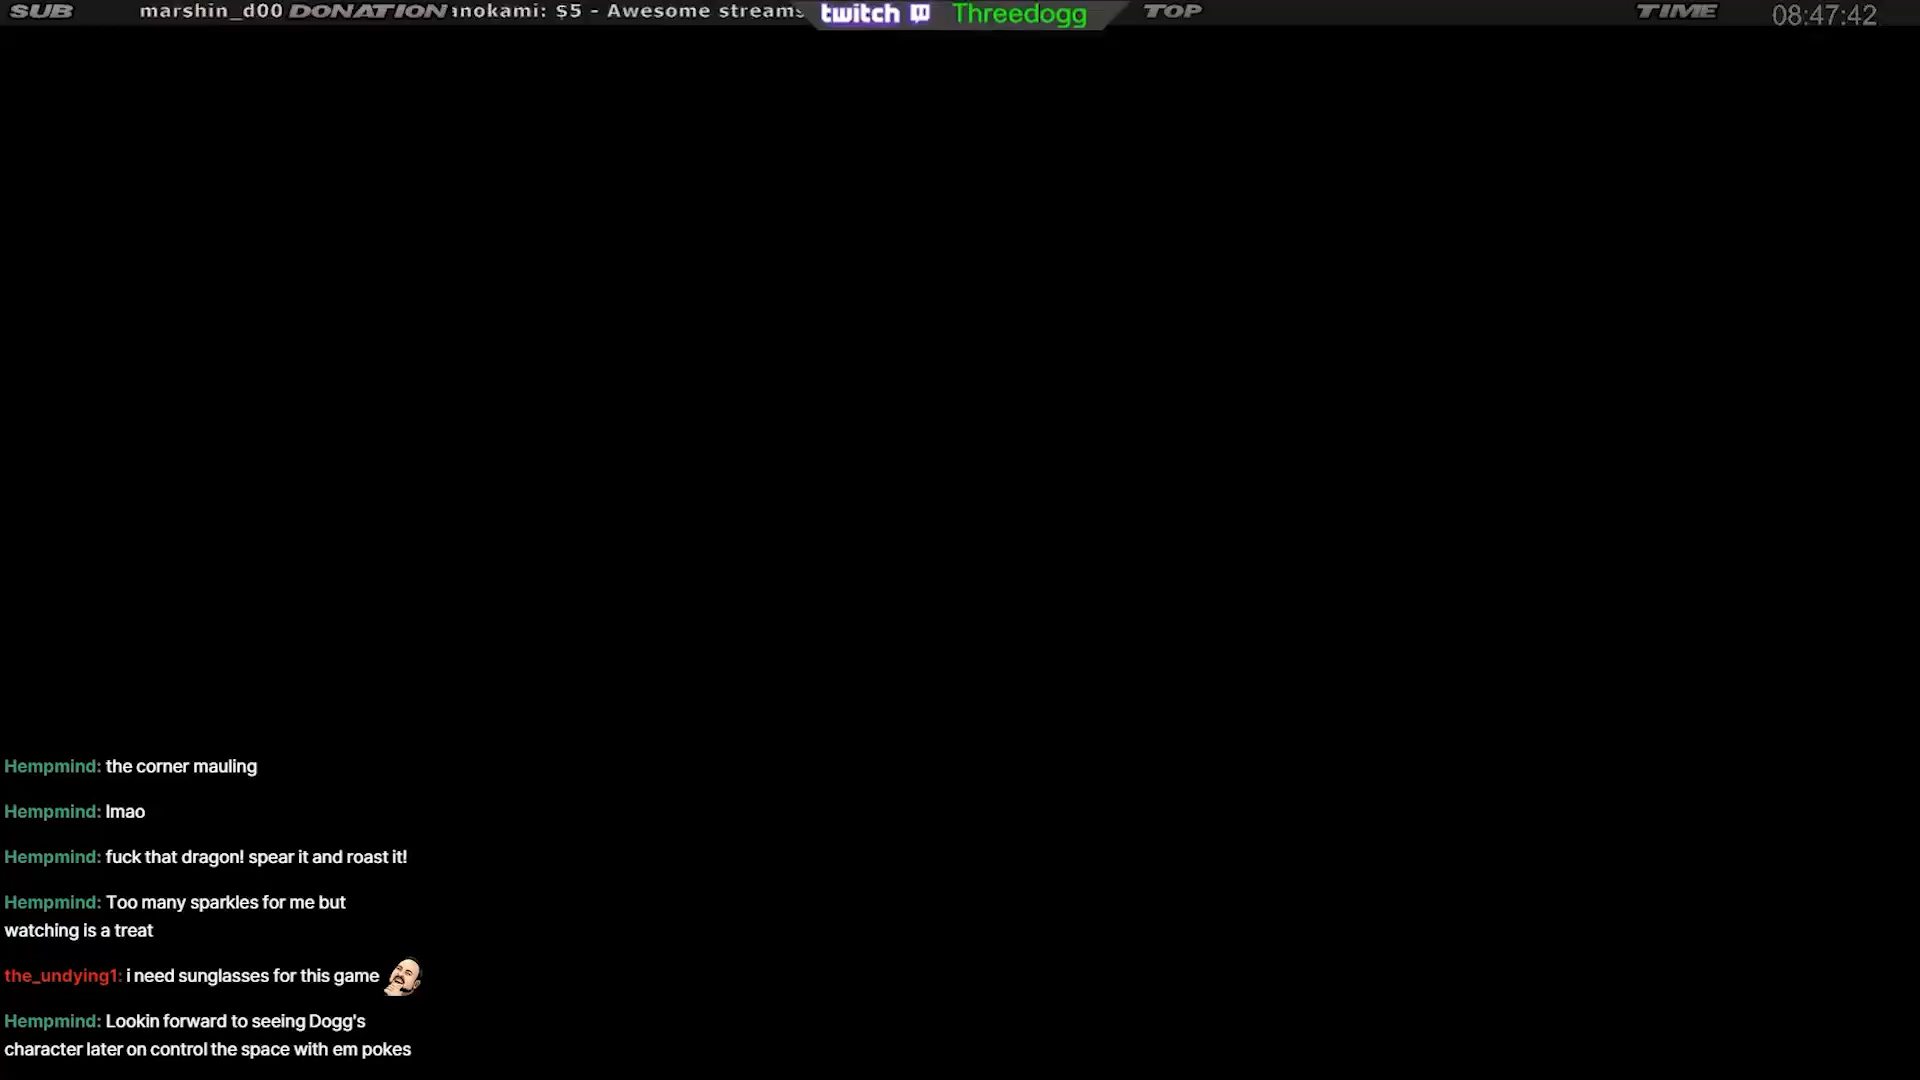 SUB marshin_d00 DONATION anokami: $5 - Awesome streams twitch Threedogg TOP TIME 08:47:42
Hempmind: the corner mauling
Hempmind: lmao
Hempmind: fuck that dragon! spear it and roast it!
Hempmind: Too many sparkles for me but
watching is a treat
the_undying1: i need sunglasses for this game
Hempmind: Lookin forward to seeing Dogg's
character later on control the space with em pokes